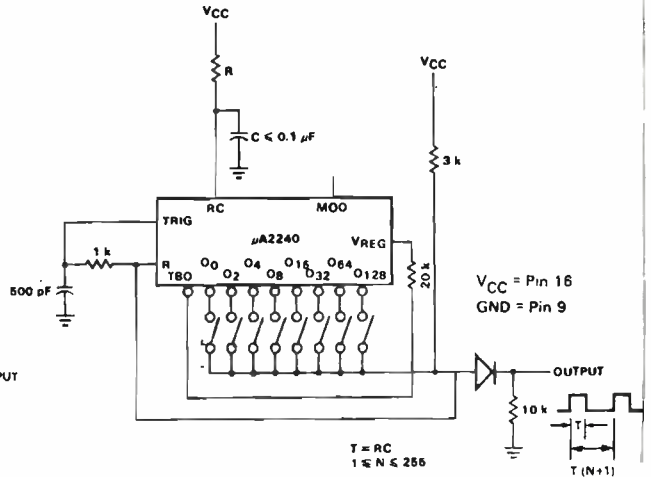 VCC
R
C ≤ 0.1 µF
VCC
3 k
RC
MOD
TRIG
µA2240
VREG
1 k
R
TBO
O0
O2
O4
O8
O16
O32
O64
O128
20 k
500 pF
VCC = Pin 16
GND = Pin 9
PUT
OUTPUT
10 k
T
T (N+1)
T = RC
1 ≤ N ≤ 255